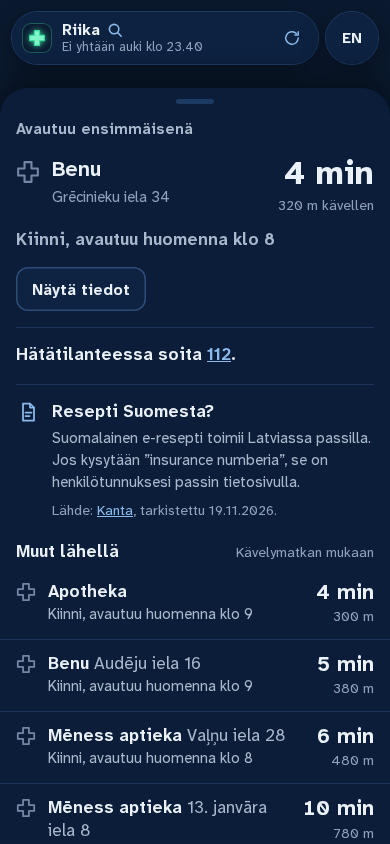 Riika
Ei yhtään auki klo 23.40
EN
Avautuu ensimmäisenä
Benu
4 min
Grēcinieku iela 34
320 m kävellen
Kiinni, avautuu huomenna klo 8
Näytä tiedot
Hätätilanteessa soita 112.
Resepti Suomesta?
Suomalainen e-resepti toimii Latviassa passilla.
Jos kysytään ”insurance numberia”, se on
henkilötunnuksesi passin tietosivulla.
Lähde: Kanta, tarkistettu 19.11.2026.
Muut lähellä
Kävelymatkan mukaan
Apotheka
4 min
Kiinni, avautuu huomenna klo 9
300 m
Benu Audēju iela 16
5 min
Kiinni, avautuu huomenna klo 9
380 m
Mēness aptieka Vaļņu iela 28
6 min
Kiinni, avautuu huomenna klo 8
480 m
Mēness aptieka 13. janvāra
10 min
iela 8
780 m